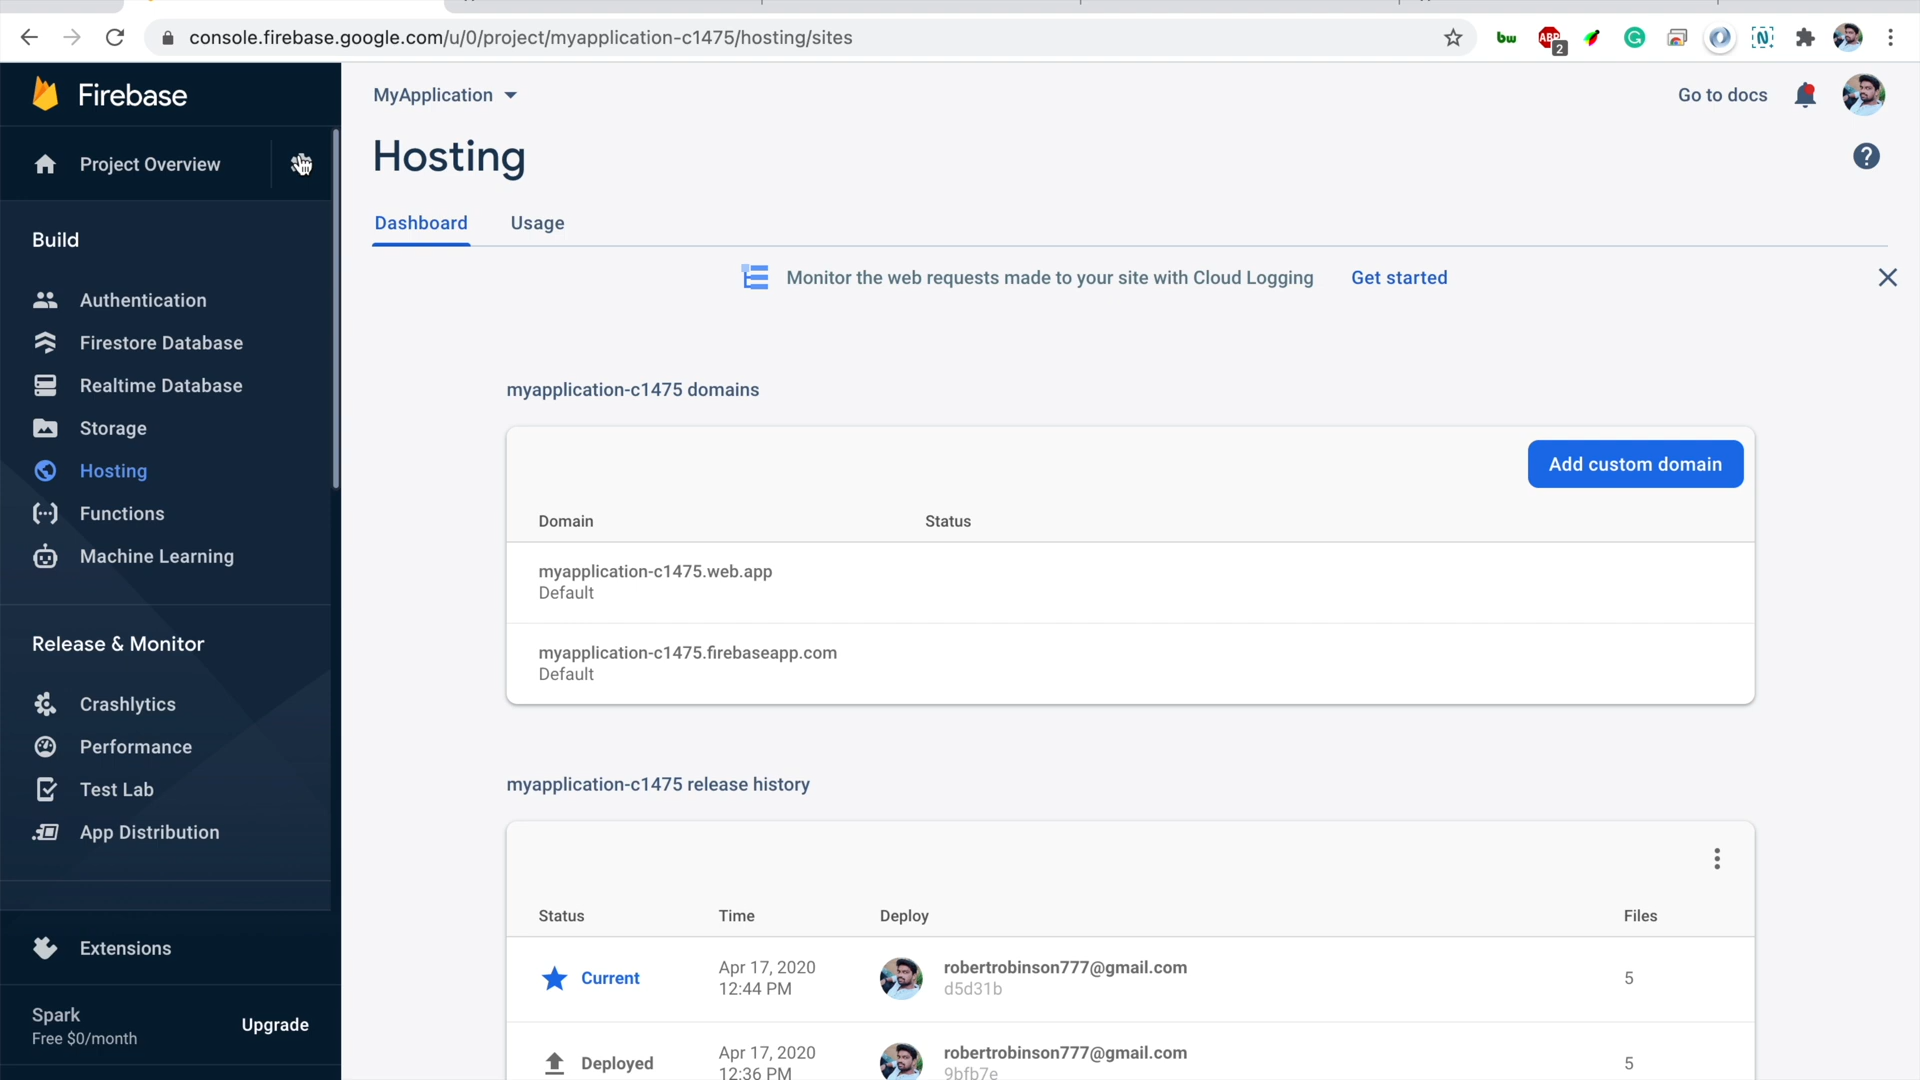 console.firebase.google.com/u/0/project/myapplication-c1475/hosting/sites
bw
ABP
2
Firebase
MyApplication
Go to docs
Project Overview
Hosting
Dashboard
Usage
Build
Monitor the web requests made to your site with Cloud Logging
Get started
Authentication
Firestore Database
Realtime Database
Storage
Hosting
Functions
Machine Learning
myapplication-c1475 domains
Add custom domain
Domain
Status
myapplication-c1475.web.app
Default
myapplication-c1475.firebaseapp.com
Default
Release & Monitor
Crashlytics
Performance
Test Lab
App Distribution
myapplication-c1475 release history
Status
Time
Deploy
Files
Current
Apr 17, 2020
12:44 PM
robertrobinson777@gmail.com
d5d31b
5
Deployed
Apr 17, 2020
12:36 PM
robertrobinson777@gmail.com
9bfb7e
5
Extensions
Spark
Free $0/month
Upgrade